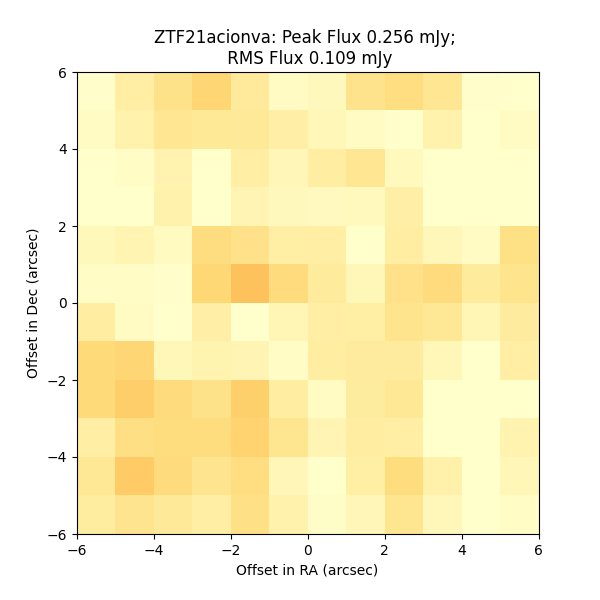 ZTF21acionva: Peak Flux 0.256 mJy;
RMS Flux 0.109 mJy
6
4
2
0
−2
−4
−6
Offset in Dec (arcsec)
−6 −4 −2 0 2 4 6
Offset in RA (arcsec)